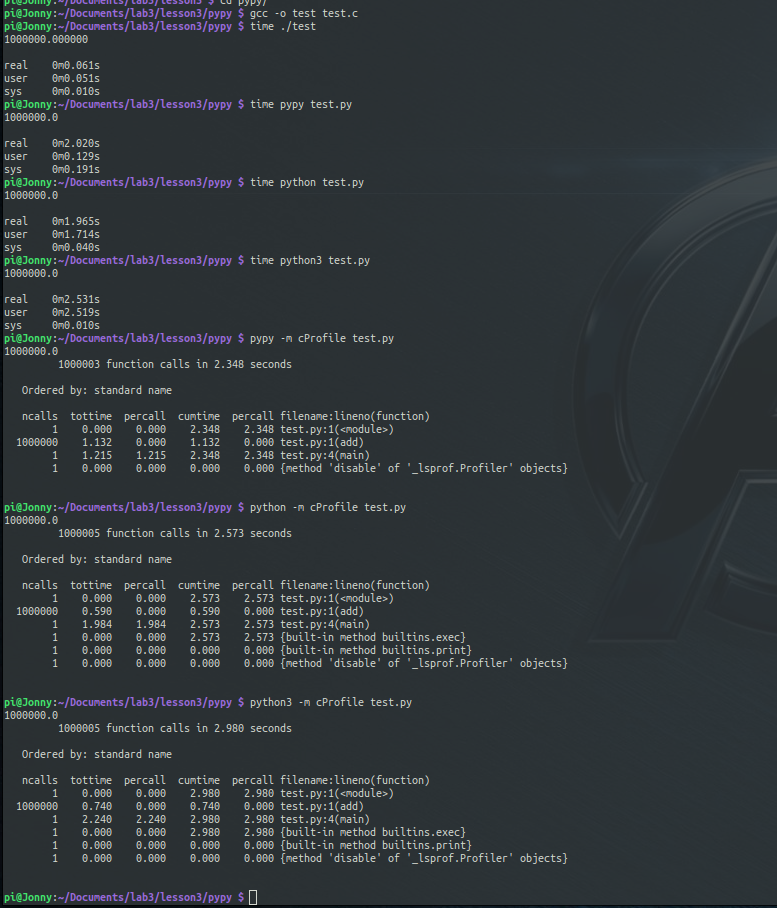 pi@Jonny:~/Documents/lab3/lesson3 $ cd pypy/
pi@Jonny:~/Documents/lab3/lesson3/pypy $ gcc -o test test.c
pi@Jonny:~/Documents/lab3/lesson3/pypy $ time ./test
1000000.000000

real    0m0.061s
user    0m0.051s
sys     0m0.010s
pi@Jonny:~/Documents/lab3/lesson3/pypy $ time pypy test.py
1000000.0

real    0m2.020s
user    0m0.129s
sys     0m0.191s
pi@Jonny:~/Documents/lab3/lesson3/pypy $ time python test.py
1000000.0

real    0m1.965s
user    0m1.714s
sys     0m0.040s
pi@Jonny:~/Documents/lab3/lesson3/pypy $ time python3 test.py
1000000.0

real    0m2.531s
user    0m2.519s
sys     0m0.010s
pi@Jonny:~/Documents/lab3/lesson3/pypy $ pypy -m cProfile test.py
1000000.0
         1000003 function calls in 2.348 seconds

   Ordered by: standard name

   ncalls  tottime  percall  cumtime  percall filename:lineno(function)
        1    0.000    0.000    2.348    2.348 test.py:1(<module>)
  1000000    1.132    0.000    1.132    0.000 test.py:1(add)
        1    1.215    1.215    2.348    2.348 test.py:4(main)
        1    0.000    0.000    0.000    0.000 {method 'disable' of '_lsprof.Profiler' objects}


pi@Jonny:~/Documents/lab3/lesson3/pypy $ python -m cProfile test.py
1000000.0
         1000005 function calls in 2.573 seconds

   Ordered by: standard name

   ncalls  tottime  percall  cumtime  percall filename:lineno(function)
        1    0.000    0.000    2.573    2.573 test.py:1(<module>)
  1000000    0.590    0.000    0.590    0.000 test.py:1(add)
        1    1.984    1.984    2.573    2.573 test.py:4(main)
        1    0.000    0.000    2.573    2.573 {built-in method builtins.exec}
        1    0.000    0.000    0.000    0.000 {built-in method builtins.print}
        1    0.000    0.000    0.000    0.000 {method 'disable' of '_lsprof.Profiler' objects}


pi@Jonny:~/Documents/lab3/lesson3/pypy $ python3 -m cProfile test.py
1000000.0
         1000005 function calls in 2.980 seconds

   Ordered by: standard name

   ncalls  tottime  percall  cumtime  percall filename:lineno(function)
        1    0.000    0.000    2.980    2.980 test.py:1(<module>)
  1000000    0.740    0.000    0.740    0.000 test.py:1(add)
        1    2.240    2.240    2.980    2.980 test.py:4(main)
        1    0.000    0.000    2.980    2.980 {built-in method builtins.exec}
        1    0.000    0.000    0.000    0.000 {built-in method builtins.print}
        1    0.000    0.000    0.000    0.000 {method 'disable' of '_lsprof.Profiler' objects}


pi@Jonny:~/Documents/lab3/lesson3/pypy $